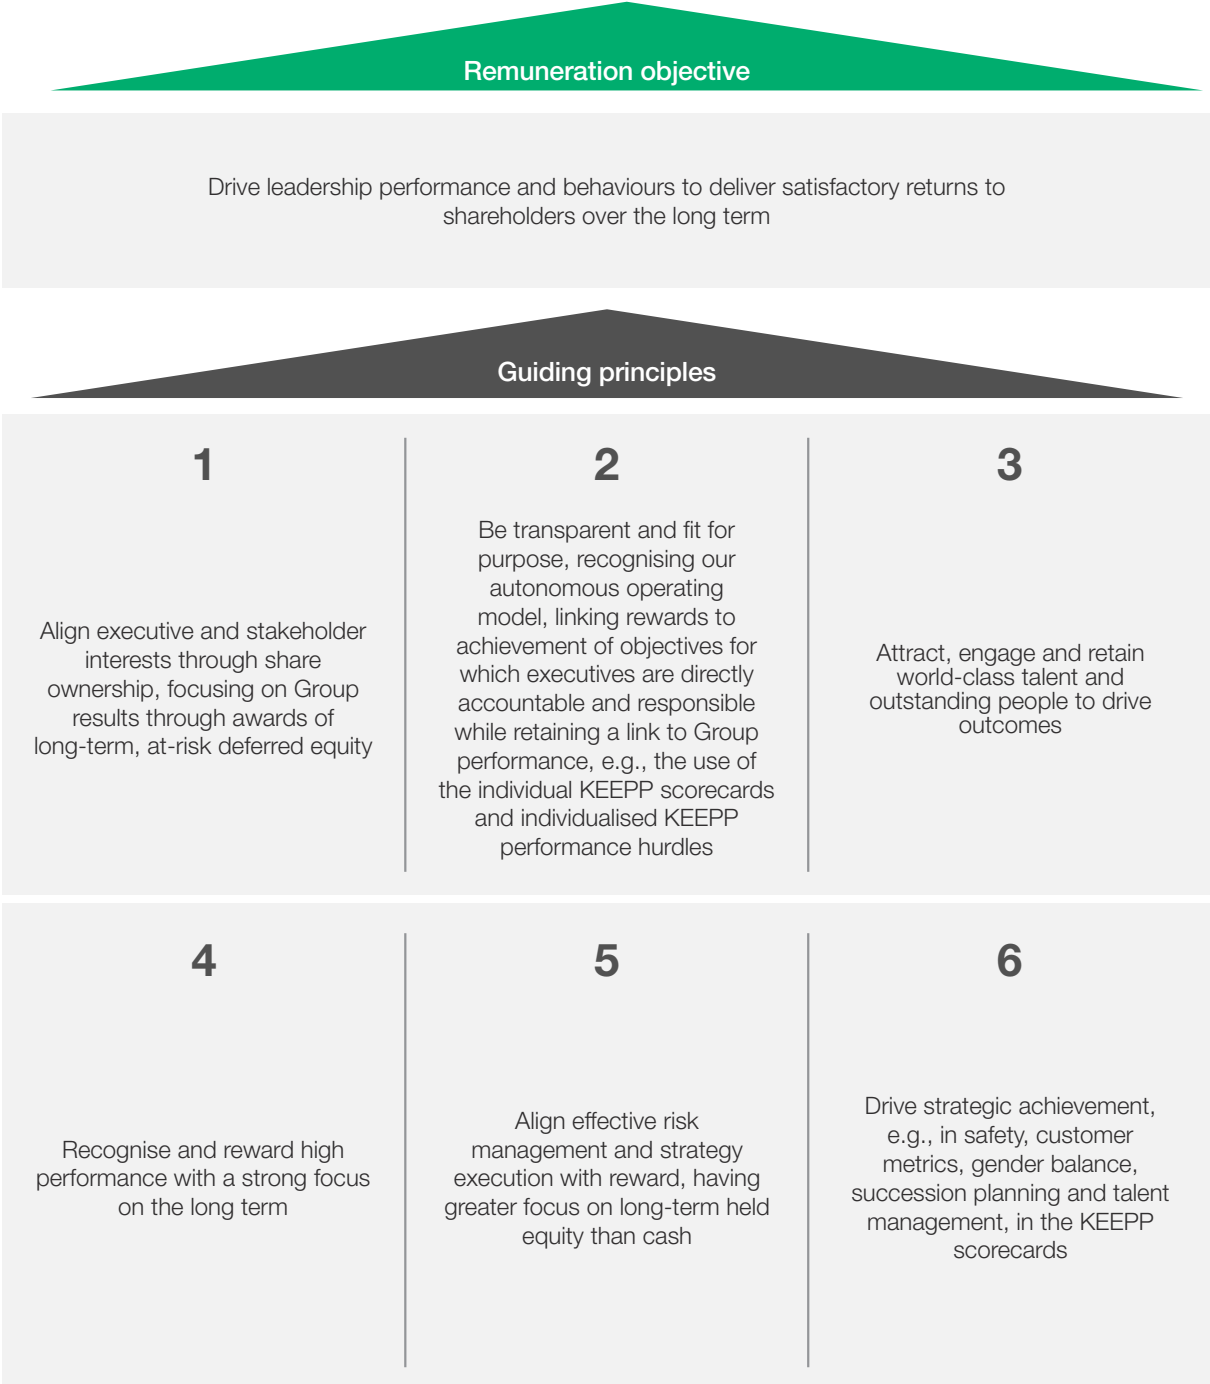 Remuneration objective
Drive leadership performance and behaviours to deliver satisfactory returns to
shareholders over the long term
Guiding principles
1
Align executive and stakeholder
interests through share
ownership, focusing on Group
results through awards of
long-term, at-risk deferred equity
2
Be transparent and fit for
purpose, recognising our
autonomous operating
model, linking rewards to
achievement of objectives for
which executives are directly
accountable and responsible
while retaining a link to Group
performance, e.g., the use of
the individual KEEPP scorecards
and individualised KEEPP
performance hurdles
3
Attract, engage and retain
world-class talent and
outstanding people to drive
outcomes
4
Recognise and reward high
performance with a strong focus
on the long term
5
Align effective risk
management and strategy
execution with reward, having
greater focus on long-term held
equity than cash
6
Drive strategic achievement,
e.g., in safety, customer
metrics, gender balance,
succession planning and talent
management, in the KEEPP
scorecards